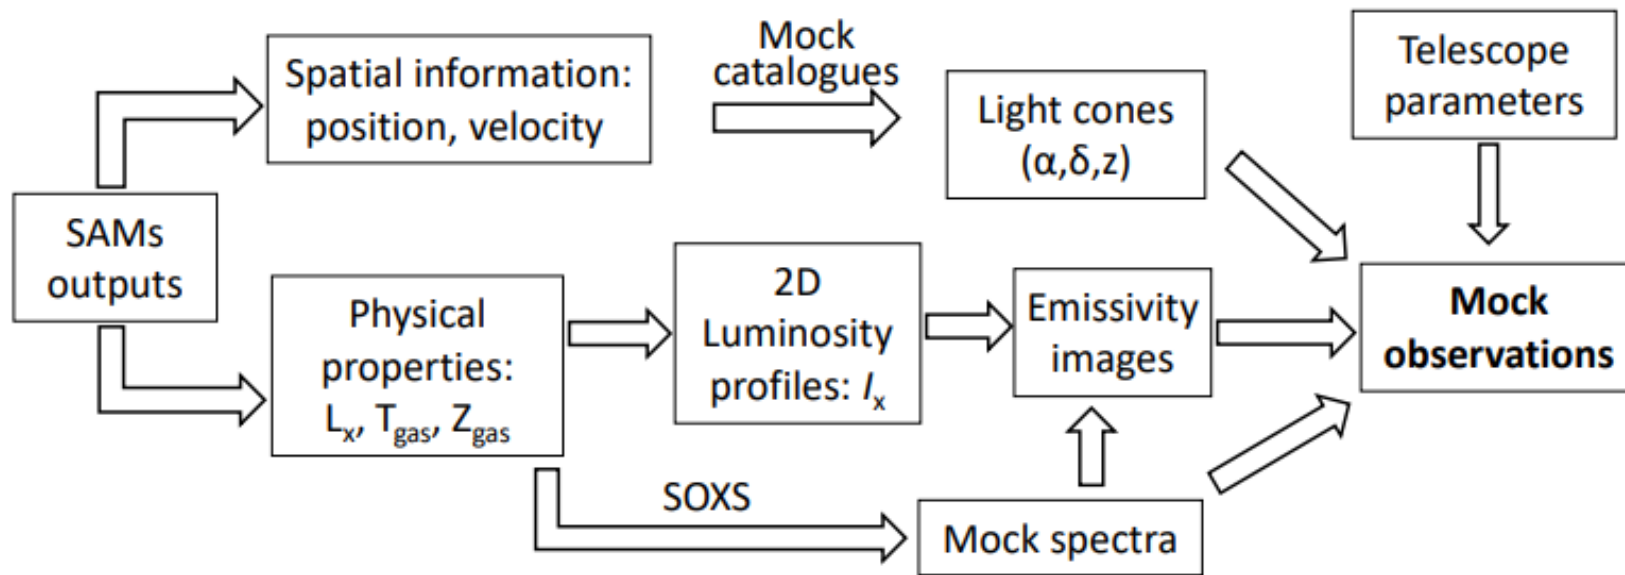 Spatial information:
position, velocity
Mock
catalogues
Light cones
(α,δ,z)
Telescope
parameters
SAMs
outputs
Physical
properties:
Lx, Tgas, Zgas
2D
Luminosity
profiles: Ix
Emissivity
images
Mock
observations
SOXS
Mock spectra